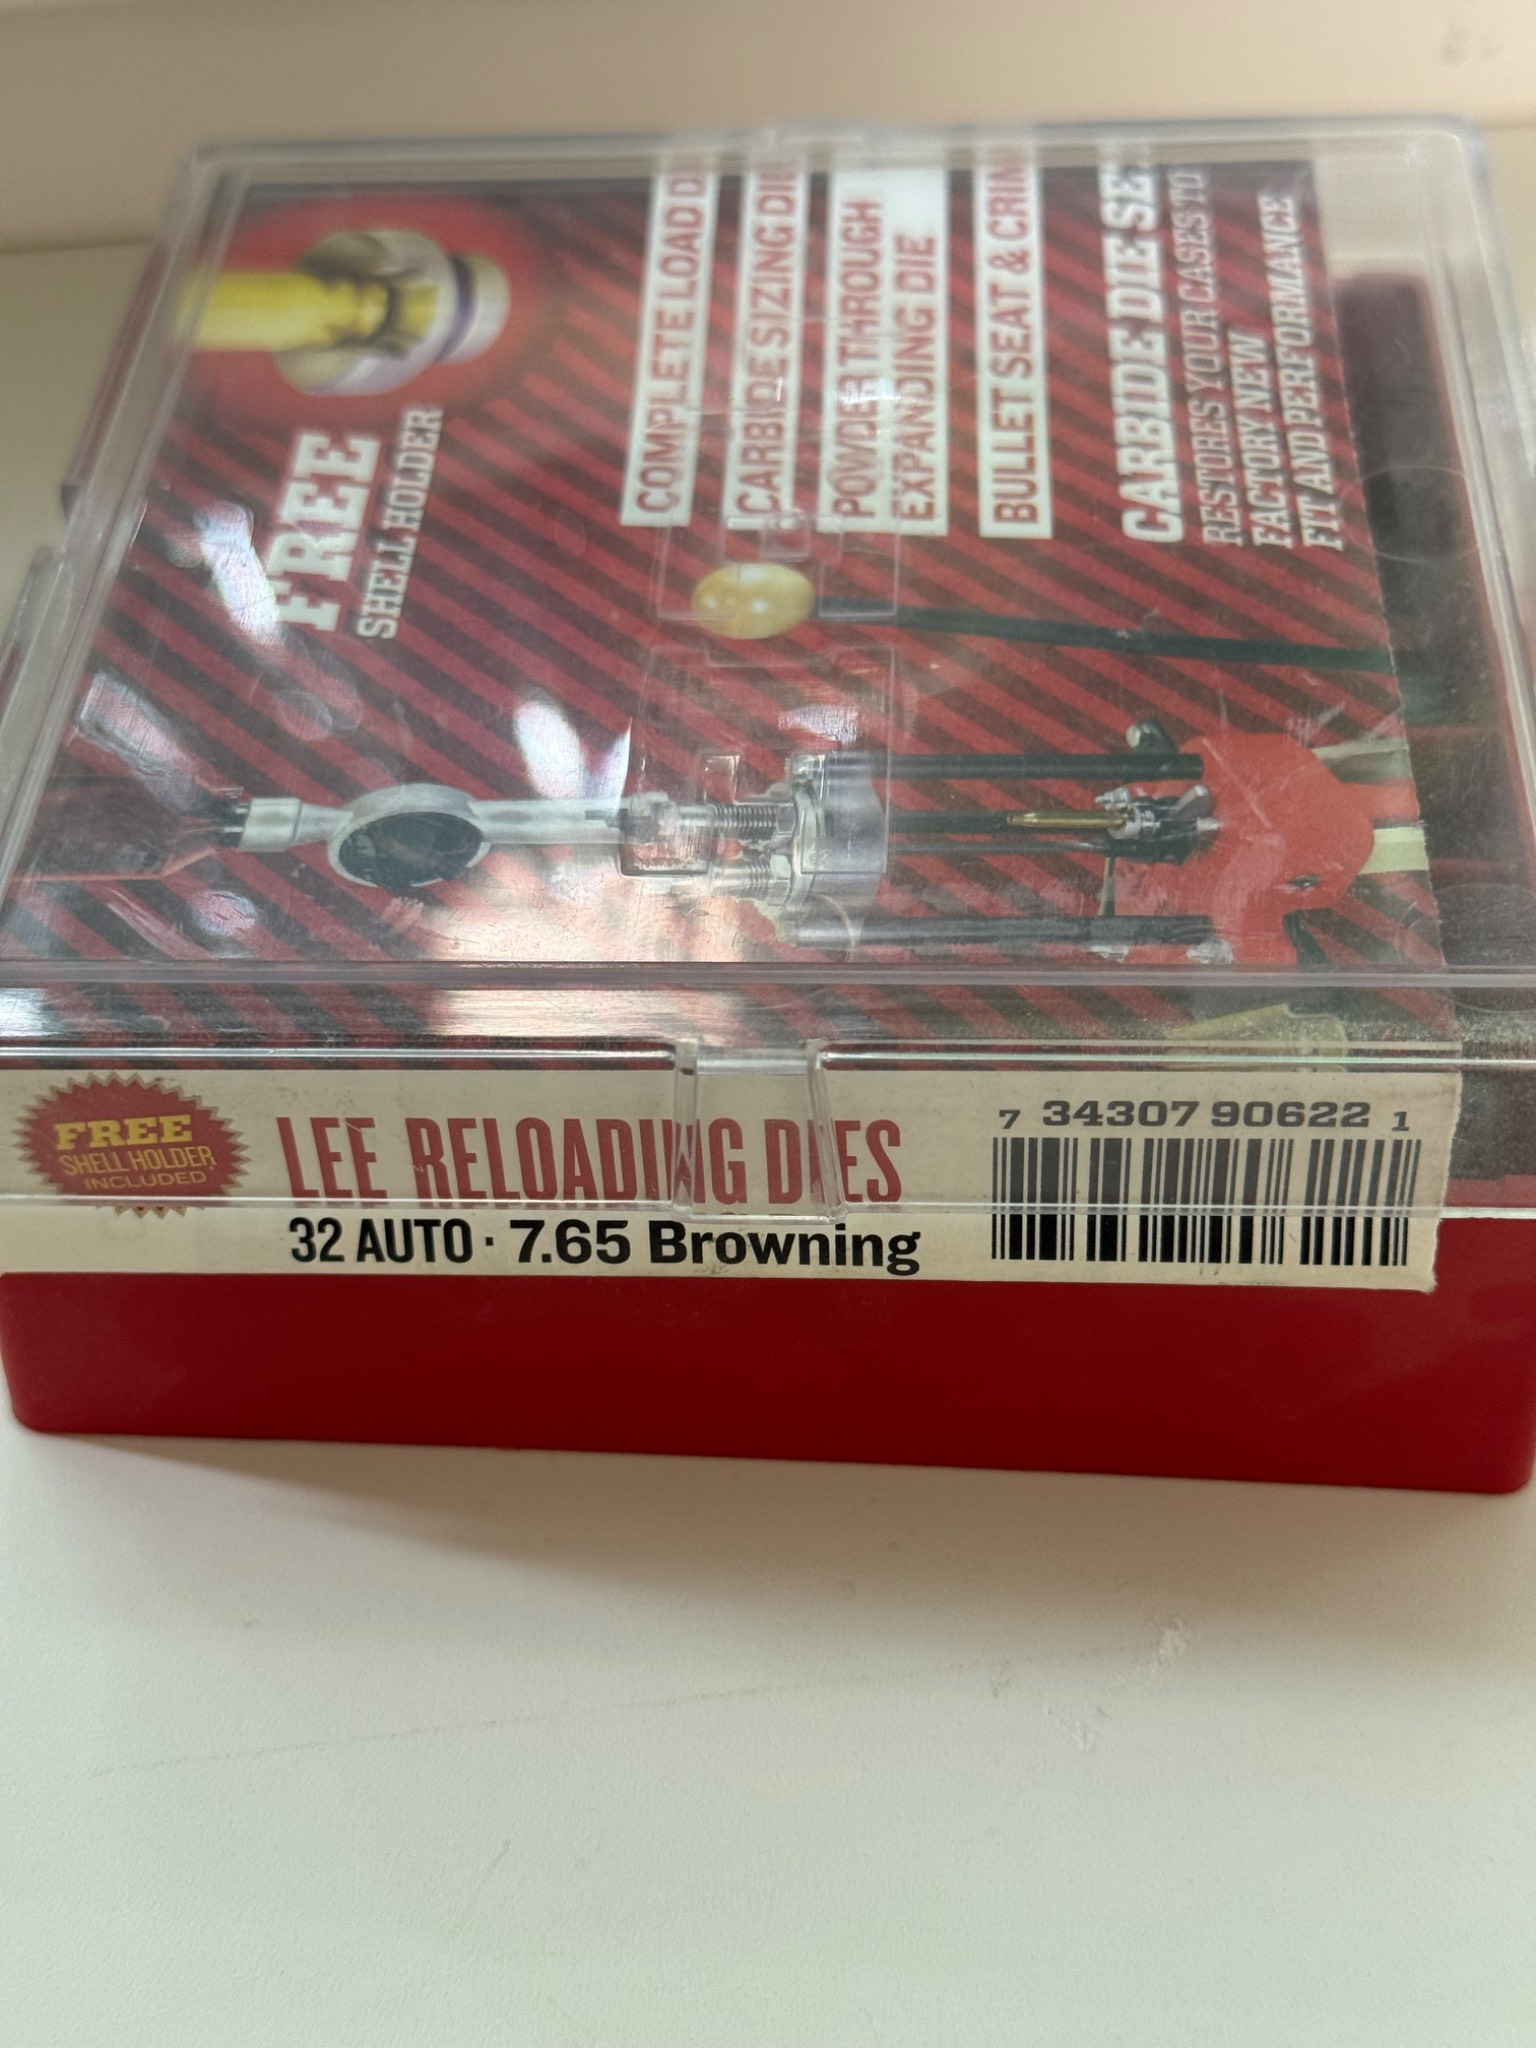 FREE
SHELL HOLDER
COMPLETE LOAD D
CARBIDE SIZING DIE
POWDER THROUGH
EXPANDING DIE
BULLET SEAT & CRIM
CARBIDE DIE SE
RESTORES YOUR CASES TO
FACTORY NEW
FIT AND PERFORMANCE
FREE
SHELL HOLDER
INCLUDED
LEE RELOADING DIES
32 AUTO · 7.65 Browning
7 34307 90622 1